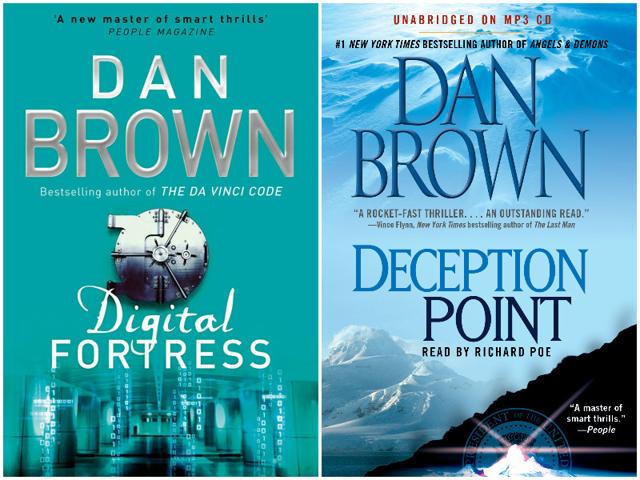 'A new master of smart thrills'
PEOPLE MAGAZINE
DAN
BROWN
Bestselling author of THE DA VINCI CODE
Digital
FORTRESS
UNABRIDGED ON MP3 CD
#1 NEW YORK TIMES BESTSELLING AUTHOR OF ANGELS & DEMONS
DAN
BROWN
"A ROCKET-FAST THRILLER. . . . AN OUTSTANDING READ."
—Vince Flynn, New York Times bestselling author of The Last Man
DECEPTION
POINT
READ BY RICHARD POE
"A master of
smart thrills."
—People